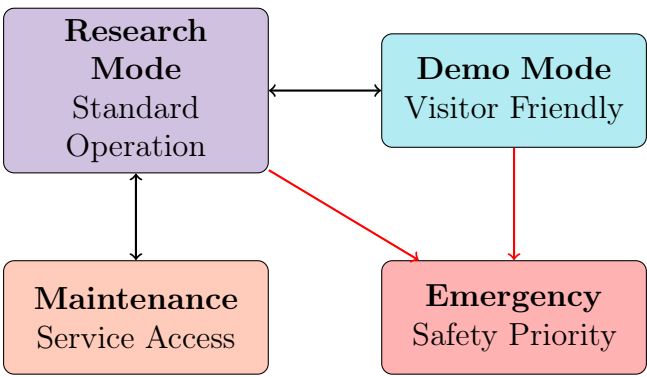 Research
Mode
Standard
Operation
Demo Mode
Visitor Friendly
Maintenance
Service Access
Emergency
Safety Priority